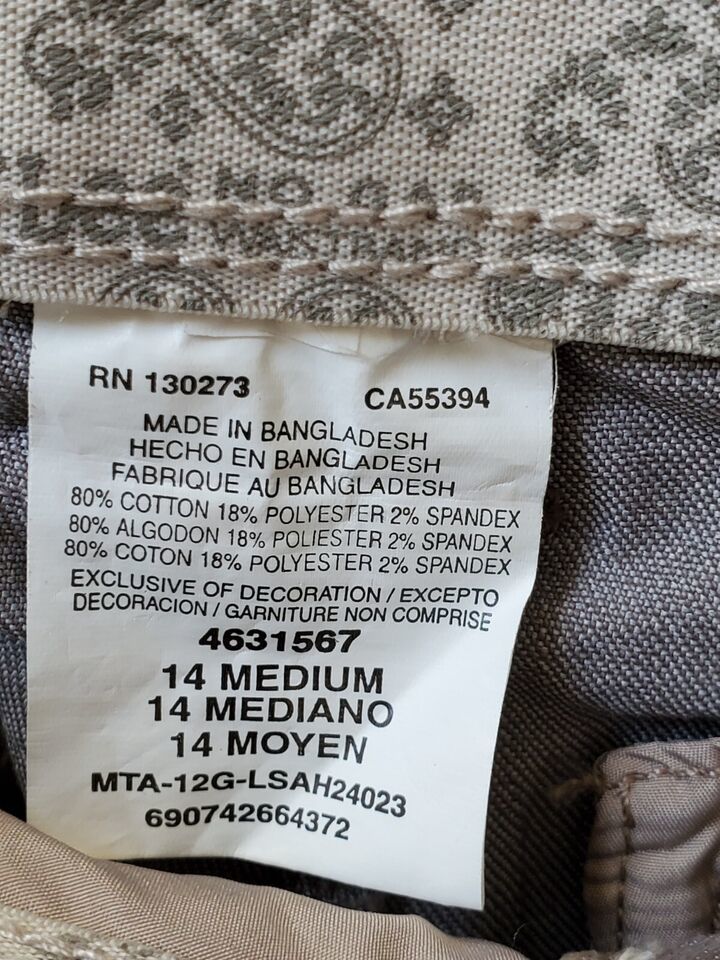 RN 130273 CA55394
MADE IN BANGLADESH
HECHO EN BANGLADESH
FABRIQUE AU BANGLADESH
80% COTTON 18% POLYESTER 2% SPANDEX
80% ALGODON 18% POLIESTER 2% SPANDEX
80% COTON 18% POLYESTER 2% SPANDEX
EXCLUSIVE OF DECORATION / EXCEPTO
DECORACION / GARNITURE NON COMPRISE
4631567
14 MEDIUM
14 MEDIANO
14 MOYEN
MTA-12G-LSAH24023
690742664372